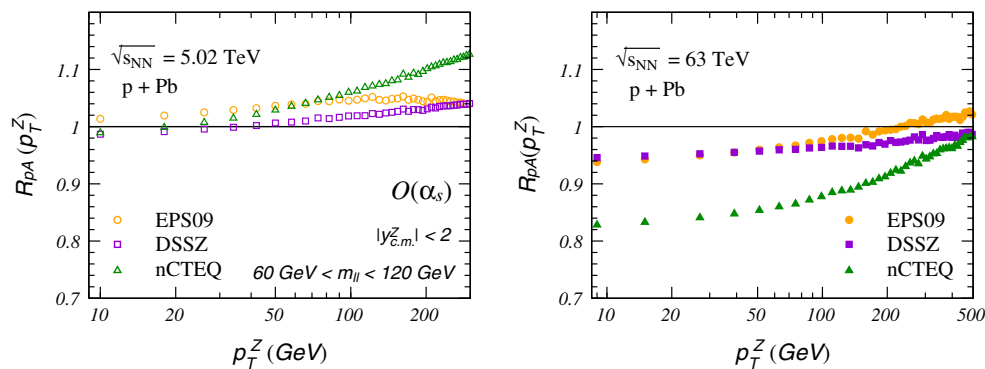 √s_NN = 5.02 TeV
p + Pb
O(α_s)
|y^Z_c.m.| < 2
60 GeV < m_ll < 120 GeV
EPS09
DSSZ
nCTEQ
R_pA(p_T^Z)
1.1
1
0.9
0.8
0.7
10
20
100
200
p_T^Z (GeV)
√s_NN = 63 TeV
p + Pb
EPS09
DSSZ
nCTEQ
R_pA(p_T^Z)
1.1
1
0.9
0.8
0.7
10
20
100
200
500
p_T^Z (GeV)